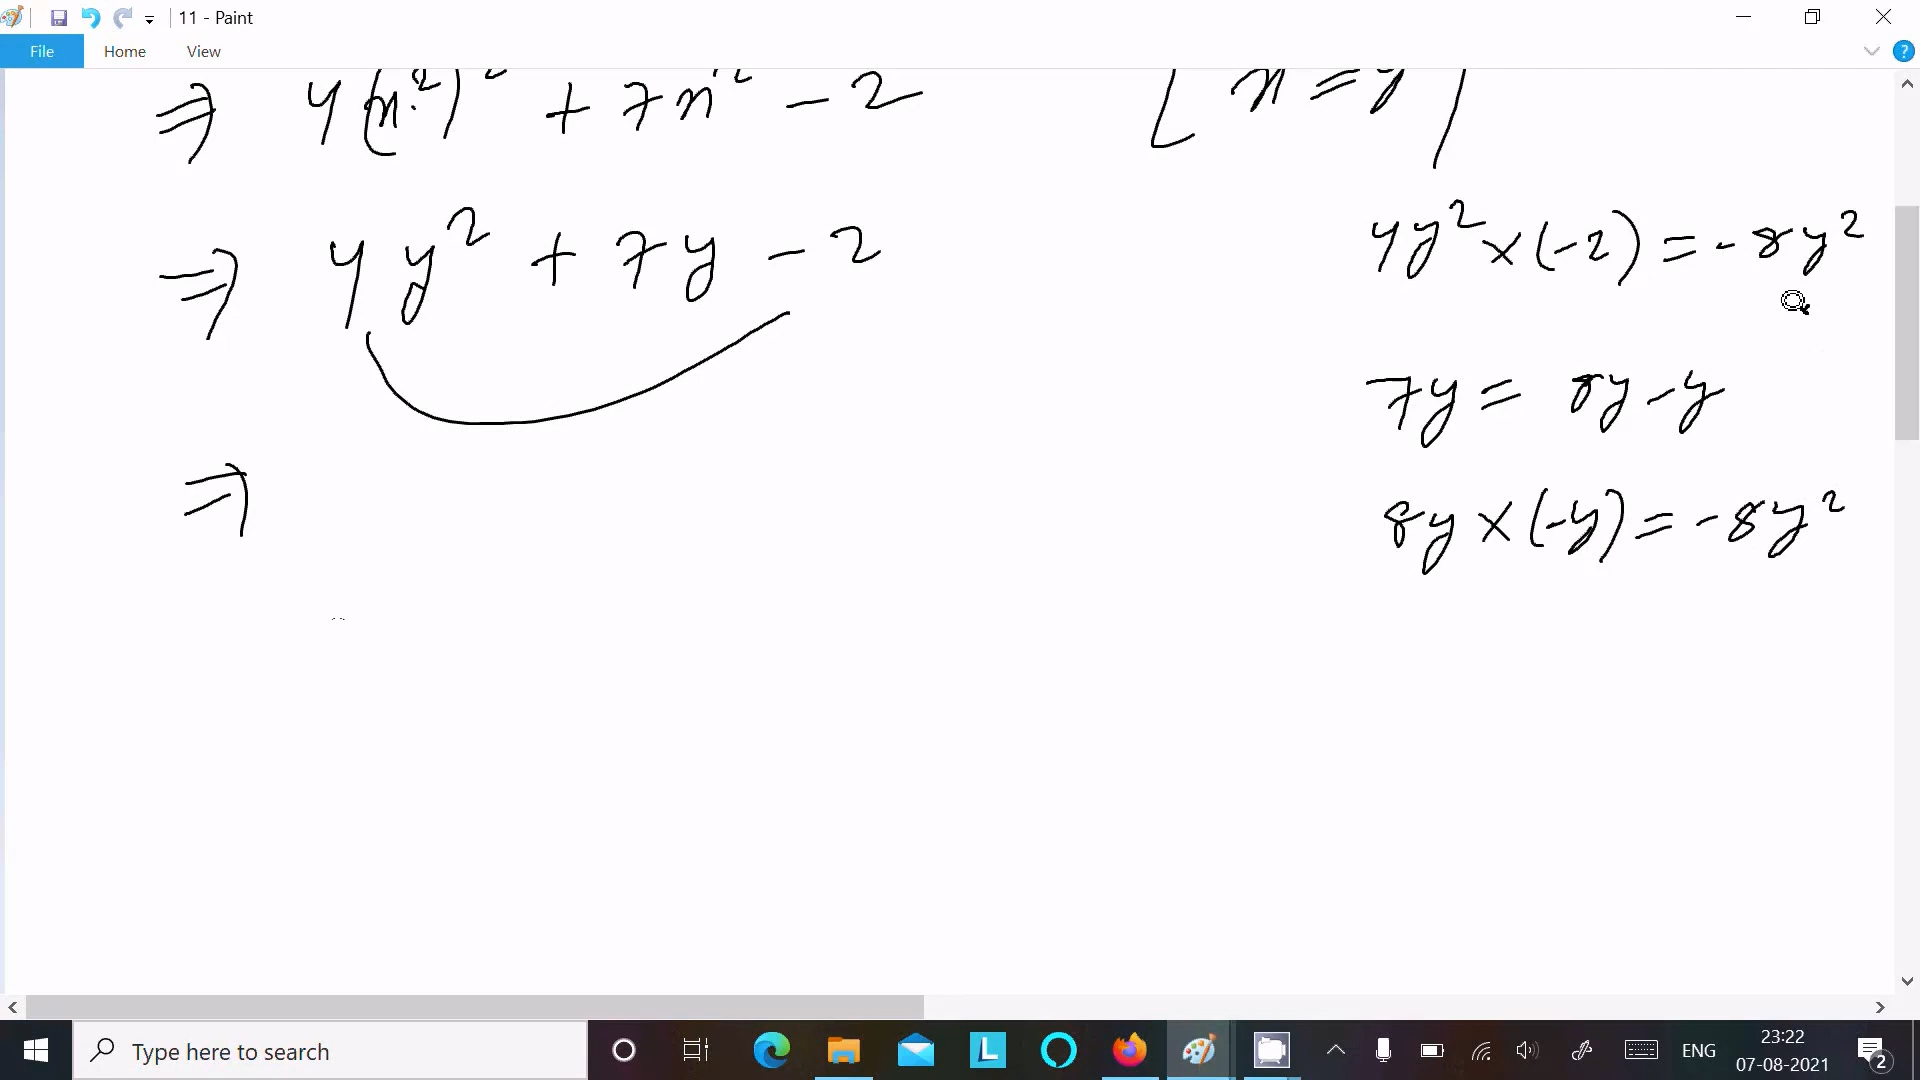 11 - Paint
File Home View
⇒ 4(x²)² + 7x² - 2 [x = y]
⇒ 4y² + 7y - 2
4y² × (-2) = -8y²
7y = 8y - y
⇒
8y × (-y) = -8y²
Type here to search
L
ENG
23:22
07-08-2021
2